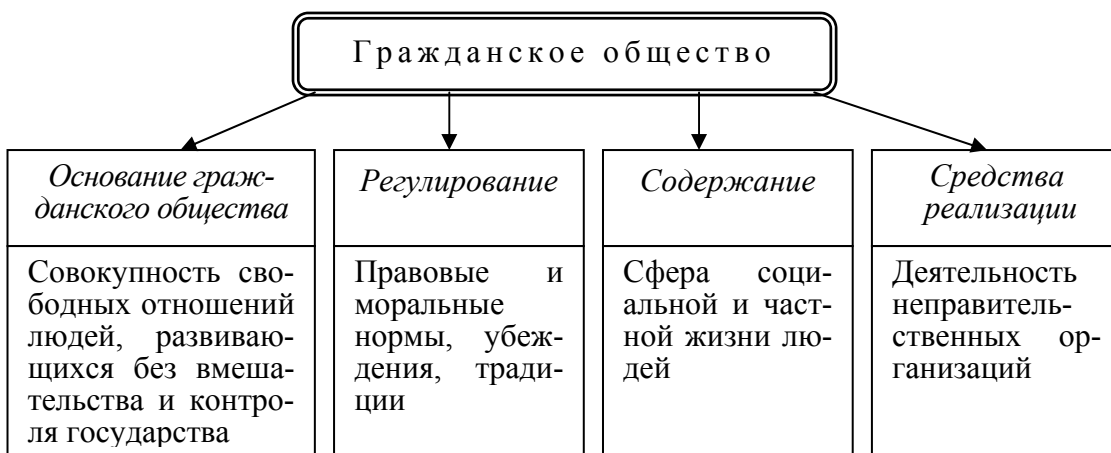 Гражданское общество
Основание граж-
данского общества
Совокупность сво-
бодных отношений
людей, развиваю-
щихся без вмеша-
тельства и контро-
ля государства
Регулирование
Правовые и
моральные
нормы, убеж-
дения, тради-
ции
Содержание
Сфера соци-
альной и част-
ной жизни лю-
дей
Средства
реализации
Деятельность
неправитель-
ственных ор-
ганизаций